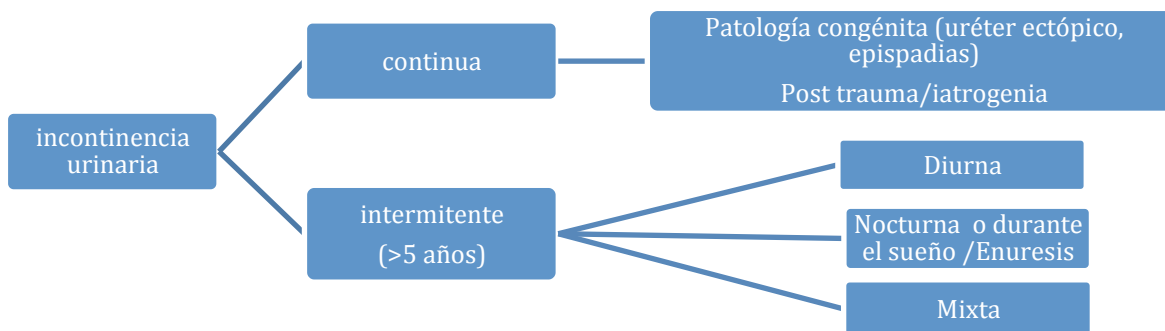 incontinencia
urinaria
continua
Patología congénita (uréter ectópico,
epispadias)
Post trauma/iatrogenia
intermitente
(>5 años)
Diurna
Nocturna o durante
el sueño /Enuresis
Mixta